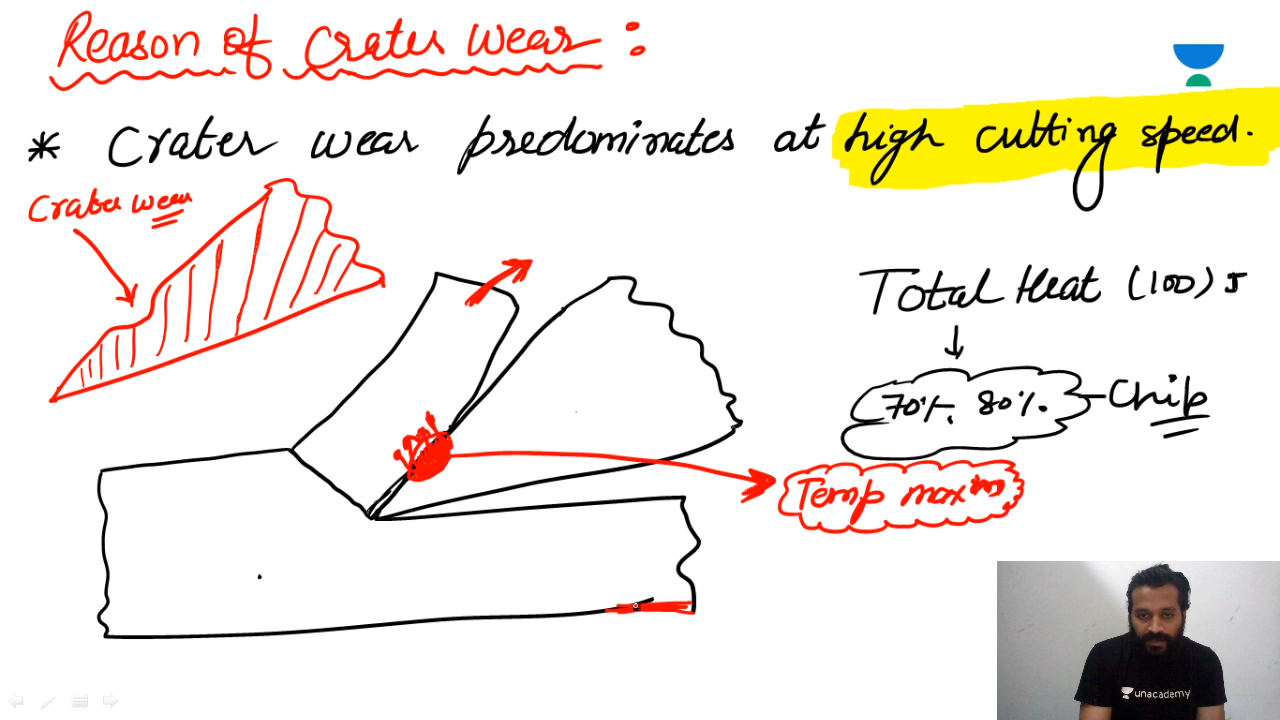 Reason of Crater Wear :
* Crater wear predominates at high cutting speed.
Crater wear
Total Heat (100) J
↓
70%, 80%. - Chip
Temp maxm
unacademy